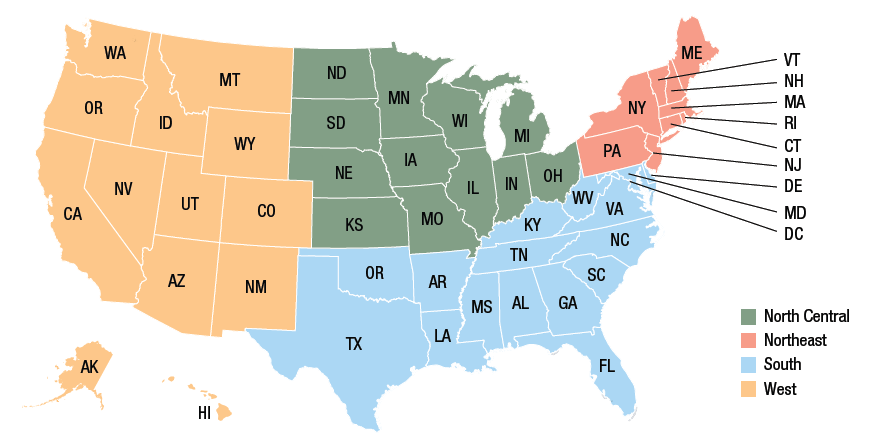 WA
MT
ND
MN
ME
VT
NH
MA
RI
CT
NJ
DE
MD
DC
OR
ID
SD
WI
MI
NY
WY
IA
PA
NE
NV
UT
CO
IL
IN
OH
CA
KS
MO
WV
VA
KY
NC
TN
AZ
NM
OR
AR
SC
MS
AL
GA
TX
LA
FL
AK
HI
North Central
Northeast
South
West